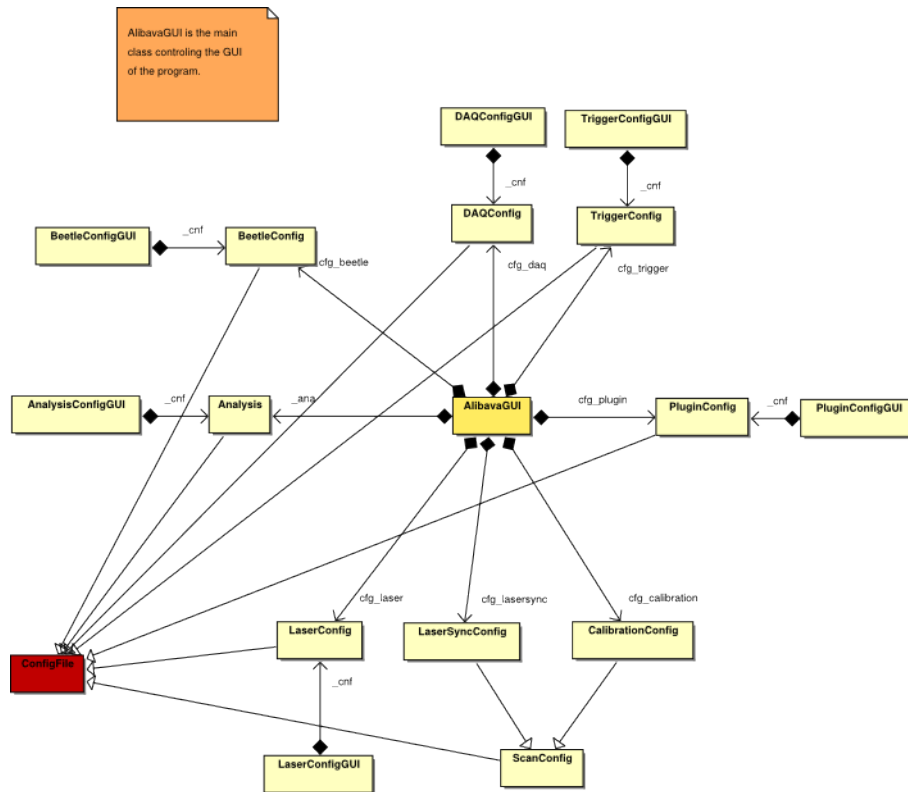 AlibavaGUI is the main
class controling the GUI
of the program.
DAQConfigGUI
TriggerConfigGUI
_cnf
_cnf
DAQConfig
TriggerConfig
BeetleConfigGUI
_cnf
BeetleConfig
cfg_beetle
cfg_daq
cfg_trigger
AnalysisConfigGUI
_cnf
Analysis
_ana
AlibavaGUI
cfg_plugin
PluginConfig
_cnf
PluginConfigGUI
cfg_laser
cfg_lasersync
cfg_calibration
LaserConfig
LaserSyncConfig
CalibrationConfig
ConfigFile
_cnf
LaserConfigGUI
ScanConfig